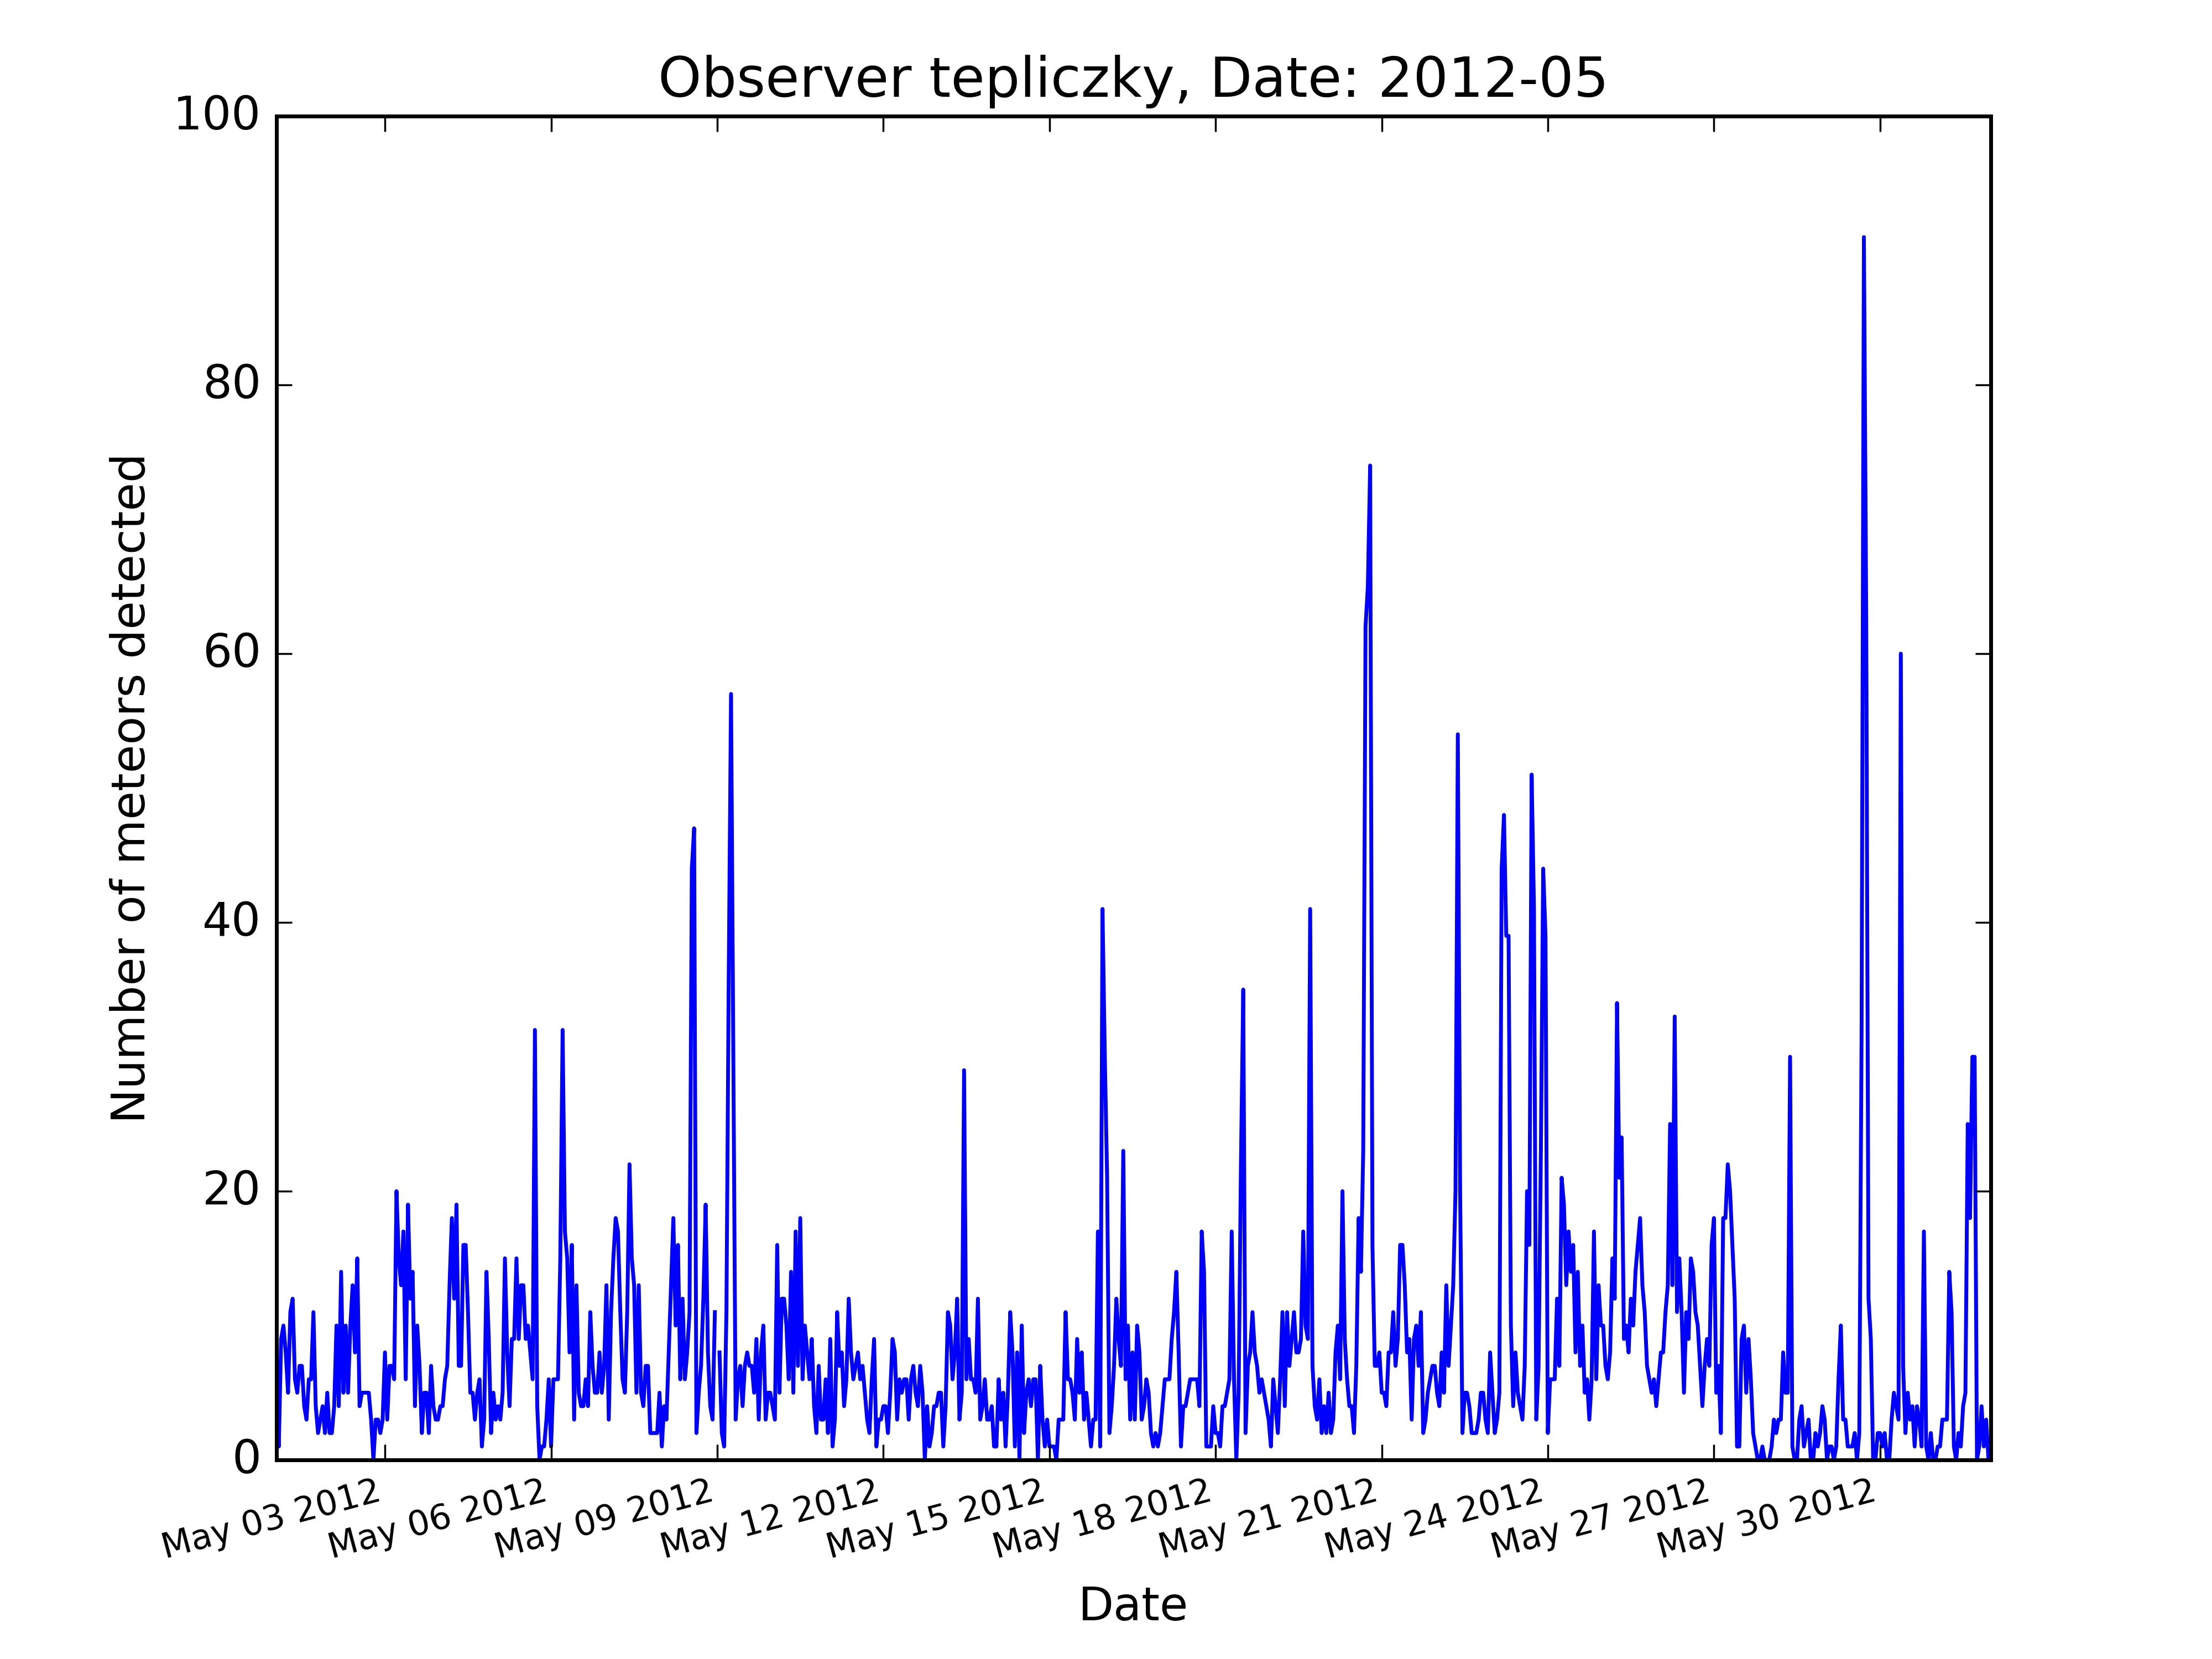 Observer tepliczky, Date: 2012-05
100
80
60
40
20
0
Number of meteors detected
May 03 2012
May 06 2012
May 09 2012
May 12 2012
May 15 2012
May 18 2012
May 21 2012
May 24 2012
May 27 2012
May 30 2012
Date